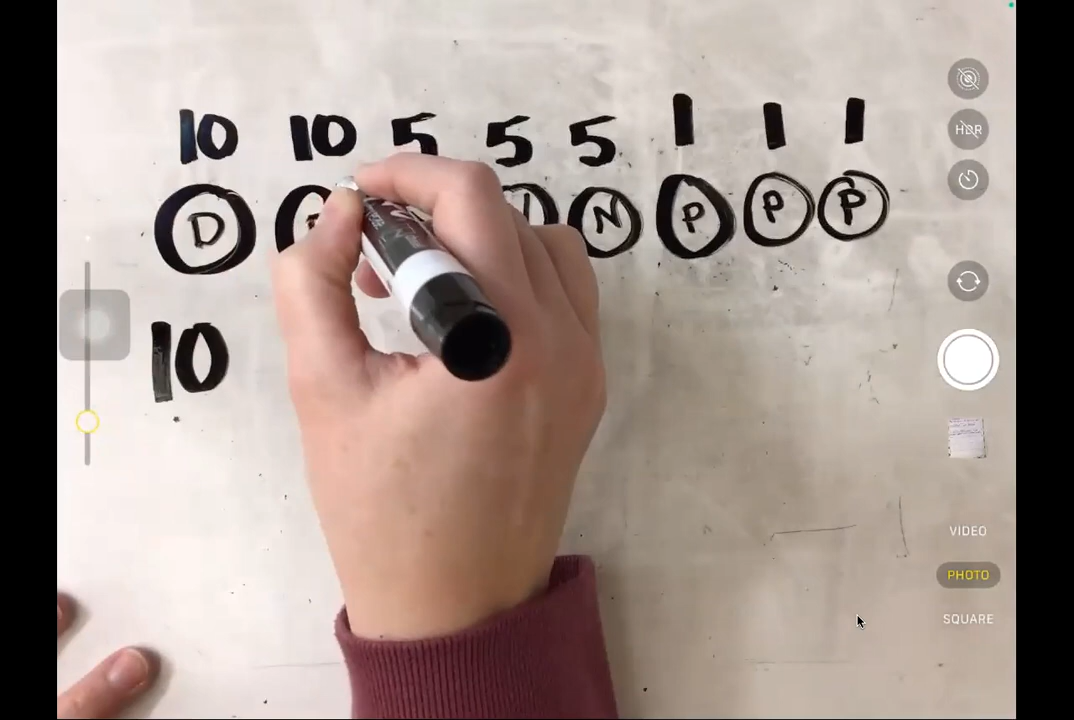 10 10 5 5 5 1 1 1
D N P P P
10
HDR
VIDEO
PHOTO
SQUARE